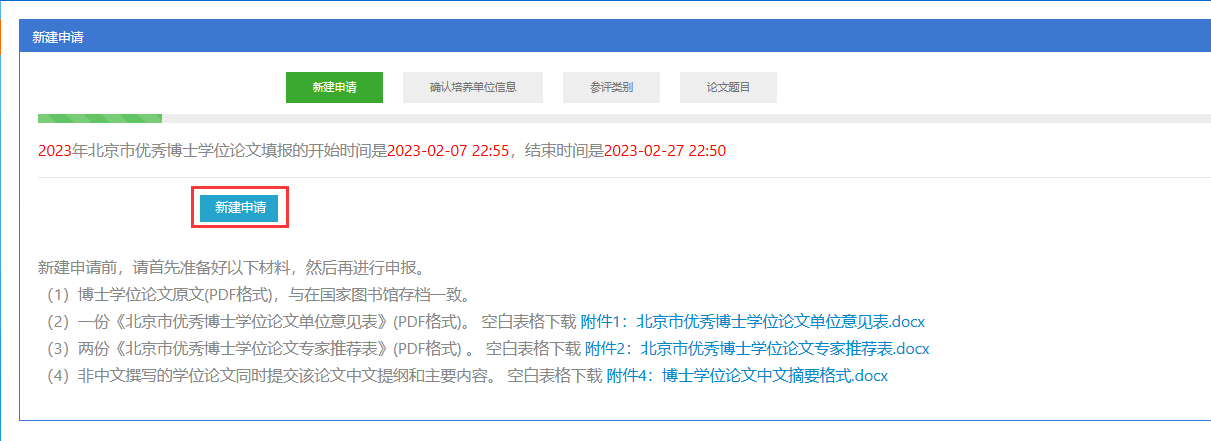 新建申请
新建申请 确认培养单位信息 参评类别 论文题目
2023年北京市优秀博士学位论文填报的开始时间是2023-02-07 22:55，结束时间是2023-02-27 22:50
新建申请
新建申请前，请首先准备好以下材料，然后再进行申报。
（1）博士学位论文原文(PDF格式)，与在国家图书馆存档一致。
（2）一份《北京市优秀博士学位论文单位意见表》(PDF格式)。 空白表格下载 附件1：北京市优秀博士学位论文单位意见表.docx
（3）两份《北京市优秀博士学位论文专家推荐表》(PDF格式) 。 空白表格下载 附件2：北京市优秀博士学位论文专家推荐表.docx
（4）非中文撰写的学位论文同时提交该论文中文提纲和主要内容。 空白表格下载 附件4：博士学位论文中文摘要格式.docx